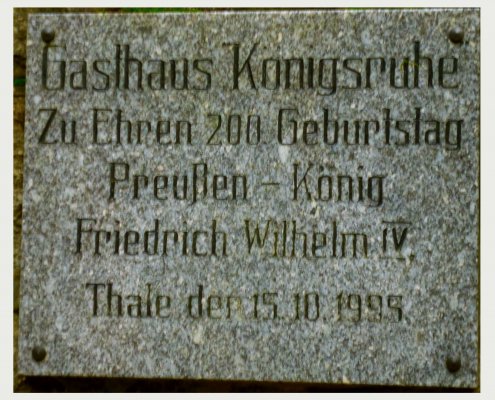 Gasthaus Königsruhe
Zu Ehren 200 Geburtstag
Preußen - König
Friedrich Wilhelm IV.
Thale den 15.10.1995